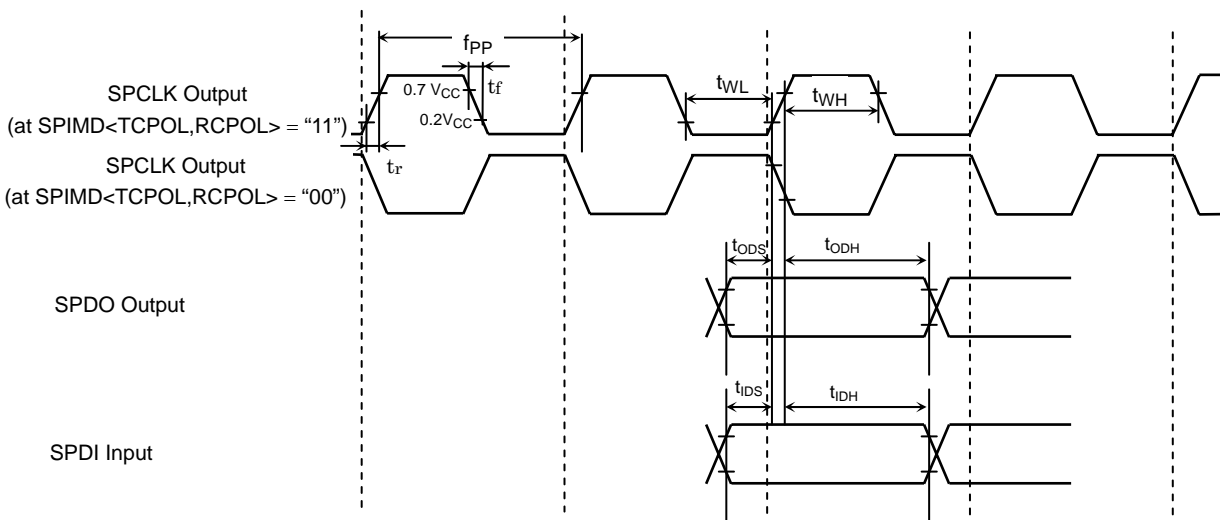 fPP
tWL
tWH
0.7 VCC
tf
0.2VCC
tr
SPCLK Output
(at SPIMD<TCPOL,RCPOL> = “11”)
SPCLK Output
(at SPIMD<TCPOL,RCPOL> = “00”)
tODS
tODH
SPDO Output
tIDS
tIDH
SPDI Input